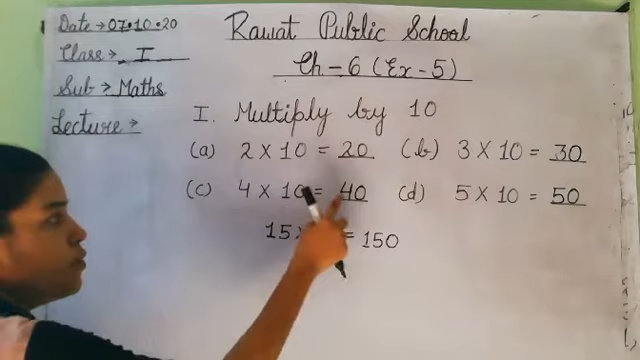 Date → 07.10.20
Rawat Public School
Class → I
Ch - 6 (Ex - 5)
Sub → Maths
Lecture →
I. Multiply by 10
(a) 2 X 10 = 20 (b) 3 X 10 = 30
(c) 4 X 10 = 40 (d) 5 X 10 = 50
15 = 150